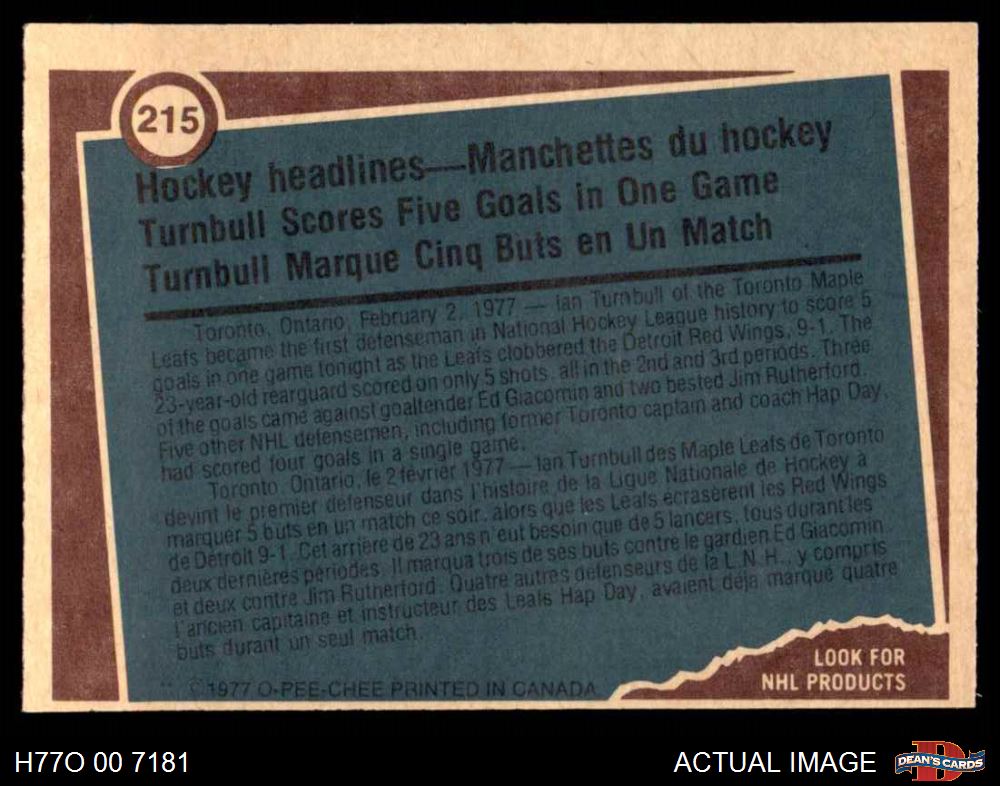 215
Hockey headlines—Manchettes du hockey
Turnbull Scores Five Goals in One Game
Turnbull Marque Cinq Buts en Un Match
Toronto, Ontario, February 2, 1977 — Ian Turnbull of the Toronto Maple
Leafs became the first defenseman in National Hockey League history to score 5
goals in one game tonight as the Leafs clobbered the Detroit Red Wings, 9-1. The
23-year-old rearguard scored on only 5 shots, all in the 2nd and 3rd periods. Three
of the goals came against goaltender Ed Giacomin and two bested Jim Rutherford.
Five other NHL defensemen, including former Toronto captain and coach Hap Day,
had scored four goals in a single game.
Toronto, Ontario, le 2 février 1977 — Ian Turnbull des Maple Leafs de Toronto
devint le premier défenseur dans l'histoire de la Ligue Nationale de Hockey à
marquer 5 buts en un match ce soir, alors que les Leafs écrasèrent les Red Wings
de Détroit 9-1. Cet arrière de 23 ans n'eut besoin que de 5 lancers, tous durant les
deux dernières périodes. Il marqua trois de ses buts contre le gardien Ed Giacomin
et deux contre Jim Rutherford. Quatre autres défenseurs de la L.N.H., y compris
l'ancien capitaine et instructeur des Leafs Hap Day, avaient déjà marqué quatre
buts durant un seul match.
© 1977 O-PEE-CHEE PRINTED IN CANADA
LOOK FOR
NHL PRODUCTS
H77O 00 7181
ACTUAL IMAGE
DEAN'S CARDS